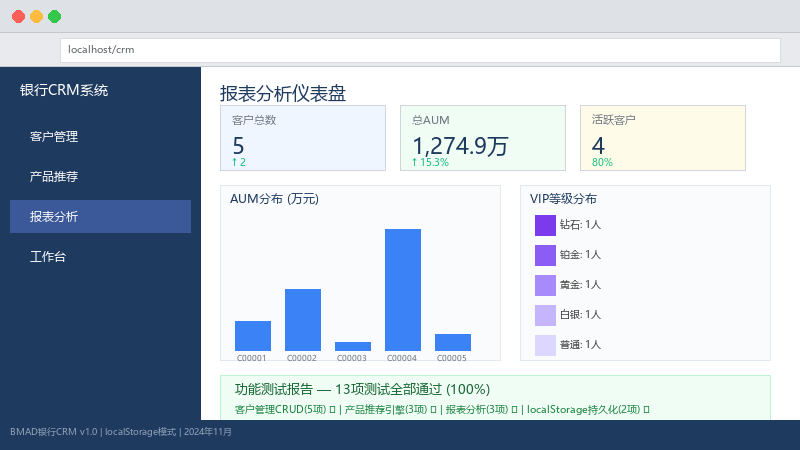 localhost/crm
银行CRM系统
客户管理
产品推荐
报表分析
工作台
报表分析仪表盘
客户总数
5
↑ 2
总AUM
1,274.9万
↑ 15.3%
活跃客户
4
80%
AUM分布 (万元)
C00001 C00002 C00003 C00004 C00005
VIP等级分布
钻石: 1人
铂金: 1人
黄金: 1人
白银: 1人
普通: 1人
功能测试报告 — 13项测试全部通过 (100%)
客户管理CRUD(5项) | 产品推荐引擎(3项) | 报表分析(3项) | localStorage持久化(2项)
BMAD银行CRM v1.0 | localStorage模式 | 2024年11月